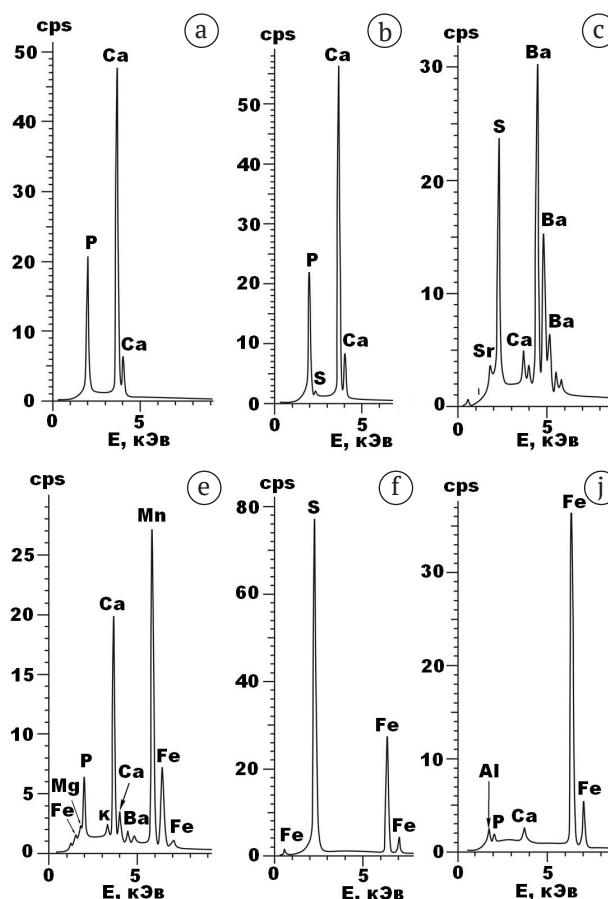 cps
a
Ca
50
40
30
P
20
10
Ca
0
0
5
E, кЭв
cps
b
Ca
50
40
30
P
20
10
Ca
S
0
0
5
E, кЭв
cps
c
Ba
30
S
20
Ba
10
Ba
Sr
Ca
0
0
5
E, кЭв
cps
e
Mn
25
Ca
20
15
10
P
Fe
Mg
Ca
5
Fe
K
Ba
Fe
0
0
5
E, кЭв
cps
f
80
S
60
40
Fe
20
Fe
Fe
0
0
5
E, кЭв
cps
j
Fe
30
20
10
Al
P
Ca
Fe
0
0
5
E, кЭв